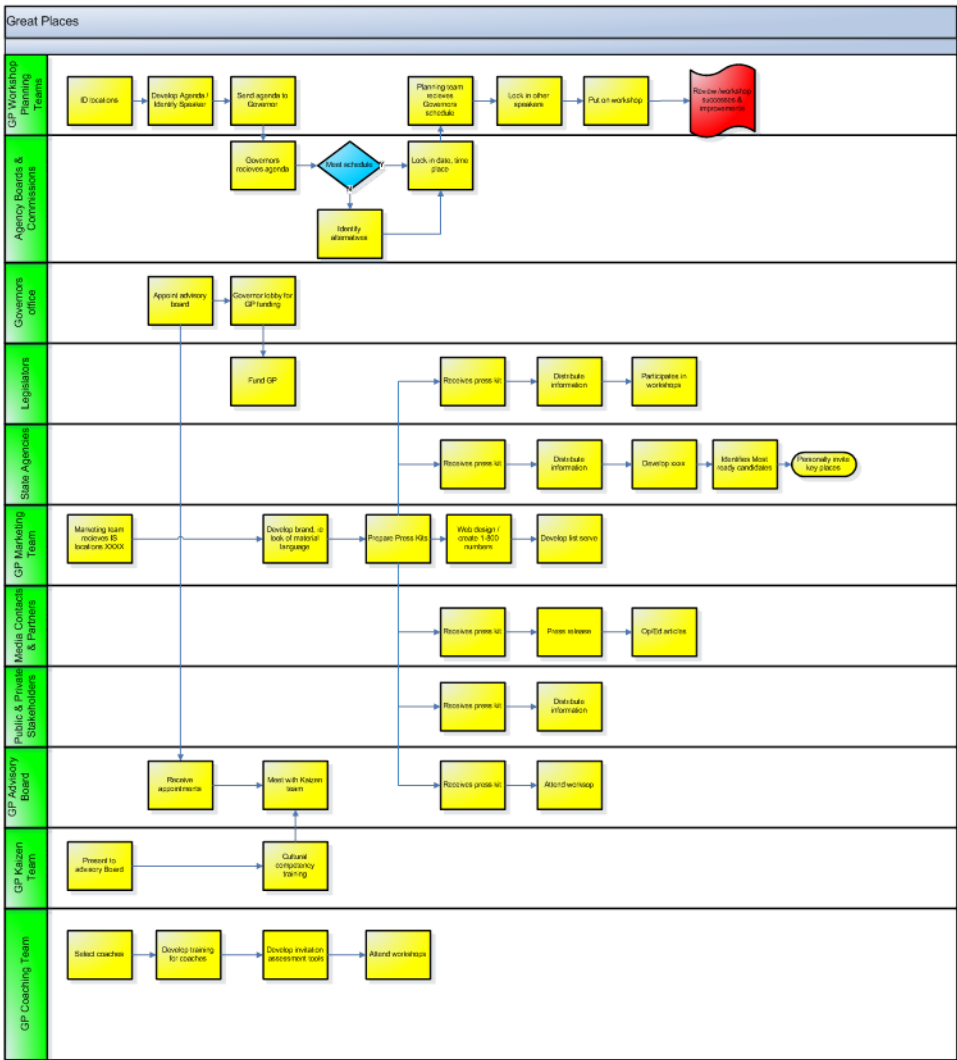 Great Places
GP Workshop
Planning
Teams
ID locations
Develop Agenda /
Identify Speaker
Send agenda to
Governor
Planning team
recieves
Governors
schedule
Lock in other
speakers
Put on workshop
Review /workshop
successes &
improvements
Agency Boards &
Commissions
Governors
recieves agenda
Meet schedule
Y
N
Lock in date, time
place
Identify
alternatives
Governors
office
Appoint advisory
board
Governor lobby for
GP funding
Legislators
Fund GP
Receives press kit
Distribute
information
Participates in
workshops
State Agencies
Receives press kit
Distribute
information
Develop xxxx
Identifies Most
ready candidates
Personally invite
key places
GP Marketing
Team
Marketing team
recieves IS
locations XXXX
Develop brand, ie
look of material
language
Prepare Press Kits
Web design /
create 1-800
numbers
Develop list serve
Media Contacts
& Partners
Receives press kit
Press release
Op/Ed articles
Public & Private
Stakeholders
Receives press kit
Distribute
information
GP Advisory
Board
Receive
appointments
Meet with Kaizen
team
Receives press kit
Attend worksop
GP Kaizen
Team
Present to
advisory Board
Cultural
competency
training
GP Coaching Team
Select coaches
Develop training
for coaches
Develop invitation
assessment tools
Attend workshops